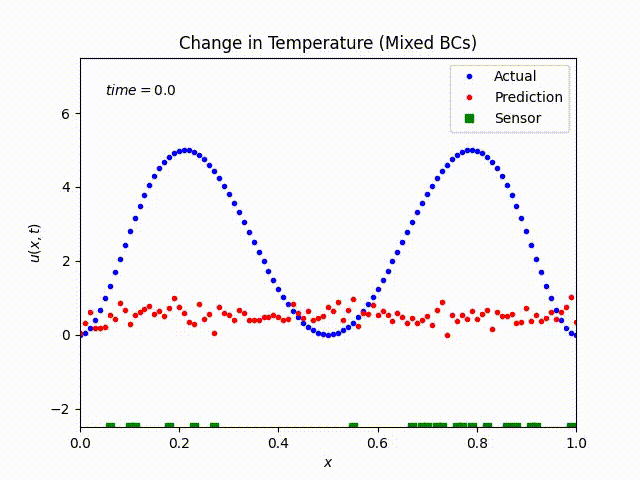 Change in Temperature (Mixed BCs)
time = 0.0
Actual
Prediction
Sensor
6
4
2
0
−2
u(x, t)
0.0 0.2 0.4 0.6 0.8 1.0
x